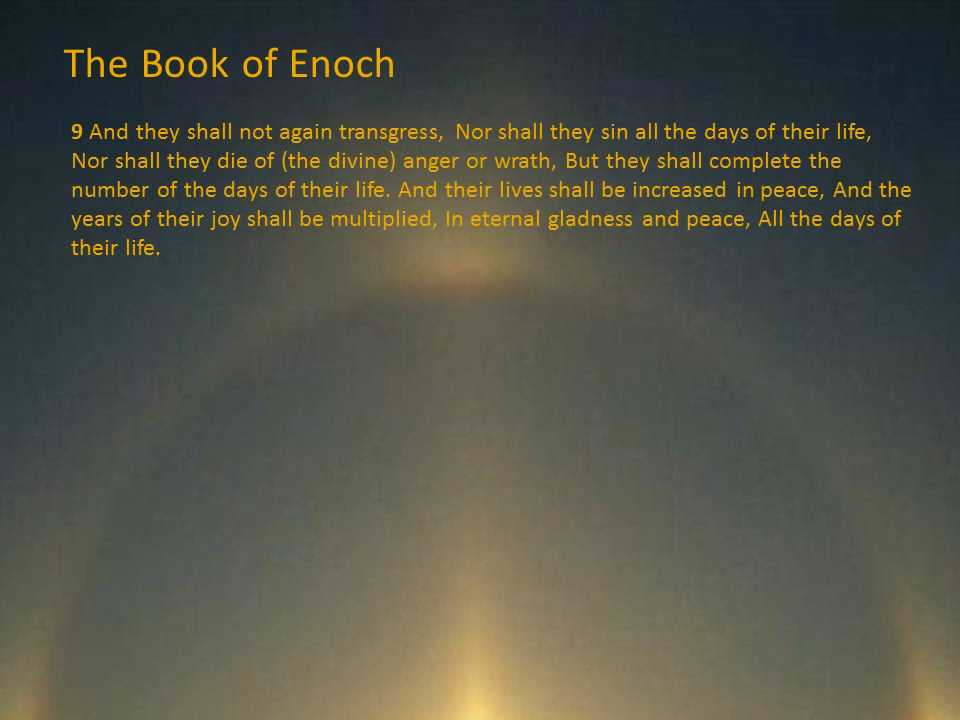 The Book of Enoch
9 And they shall not again transgress, Nor shall they sin all the days of their life,
Nor shall they die of (the divine) anger or wrath, But they shall complete the
number of the days of their life. And their lives shall be increased in peace, And the
years of their joy shall be multiplied, In eternal gladness and peace, All the days of
their life.